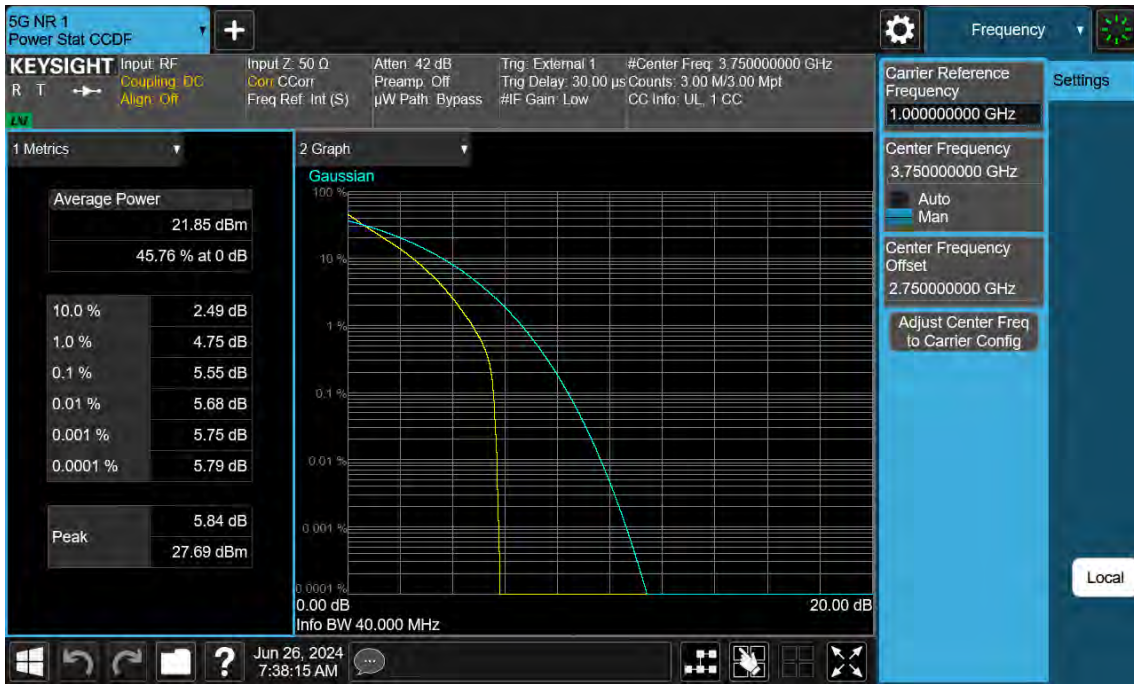 5G NR 1
Power Stat CCDF
+
Frequency
KEYSIGHT
R T
LNI
Input: RF
Coupling: DC
Align: Off
Input Z: 50 Ω
Corr CCorr
Freq Ref: Int (S)
Atten: 42 dB
Preamp: Off
µW Path: Bypass
Trig: External 1
Trig Delay: 30.00 µs
#IF Gain: Low
#Center Freq: 3.750000000 GHz
Counts: 3.00 M/3.00 Mpt
CC Info: UL, 1 CC
1 Metrics
Average Power
21.85 dBm
45.76 % at 0 dB
10.0 % 2.49 dB
1.0 % 4.75 dB
0.1 % 5.55 dB
0.01 % 5.68 dB
0.001 % 5.75 dB
0.0001 % 5.79 dB
Peak
5.84 dB
27.69 dBm
2 Graph
Gaussian
100 %
10 %
1 %
0.1 %
0.01 %
0.001 %
0.0001 %
0.00 dB 20.00 dB
Info BW 40.000 MHz
Carrier Reference
Frequency
1.000000000 GHz
Center Frequency
3.750000000 GHz
Auto
Man
Center Frequency
Offset
2.750000000 GHz
Adjust Center Freq
to Carrier Config
Settings
Local
?
Jun 26, 2024
7:38:15 AM